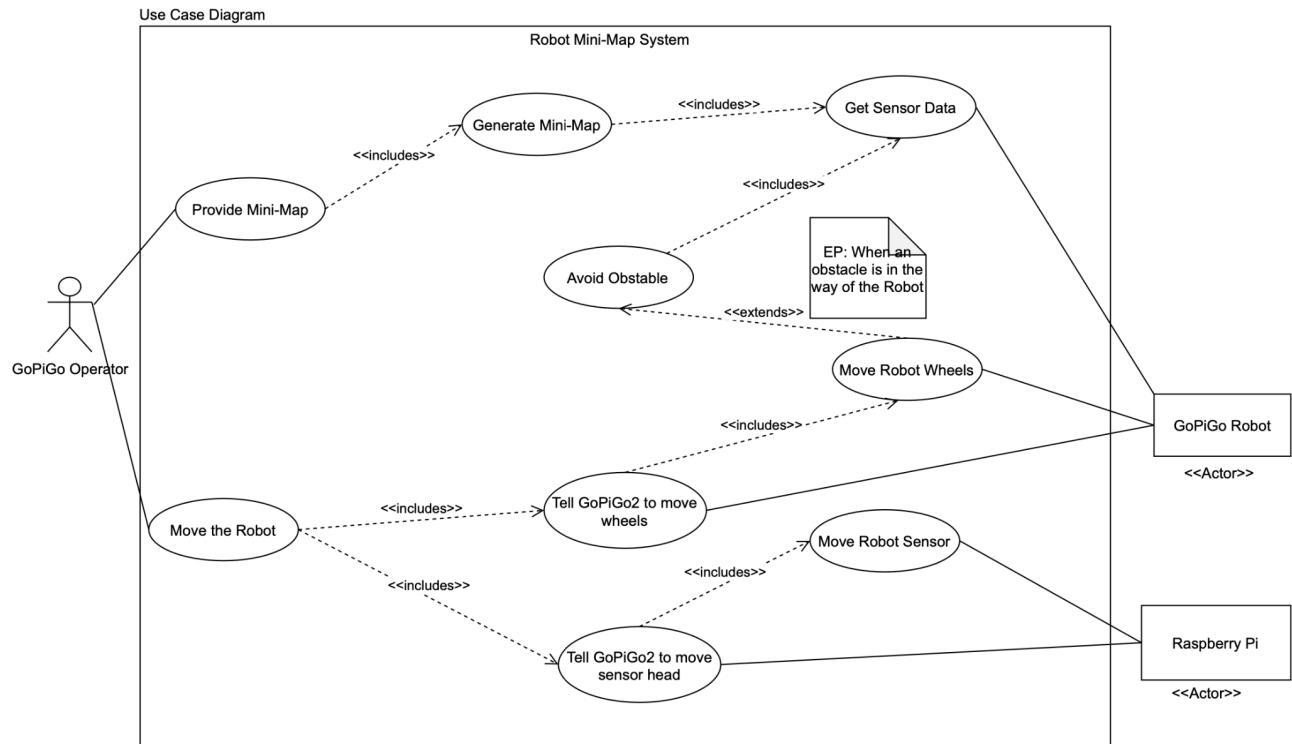 Use Case Diagram
Robot Mini-Map System
<<includes>>
Get Sensor Data
Generate Mini-Map
<<includes>>
<<includes>>
Provide Mini-Map
EP: When an
obstacle is in the
way of the Robot
Avoid Obstable
<<extends>>
GoPiGo Operator
Move Robot Wheels
<<includes>>
GoPiGo Robot
<<Actor>>
Tell GoPiGo2 to move
wheels
<<includes>>
Move the Robot
Move Robot Sensor
<<includes>>
<<includes>>
Raspberry Pi
Tell GoPiGo2 to move
sensor head
<<Actor>>